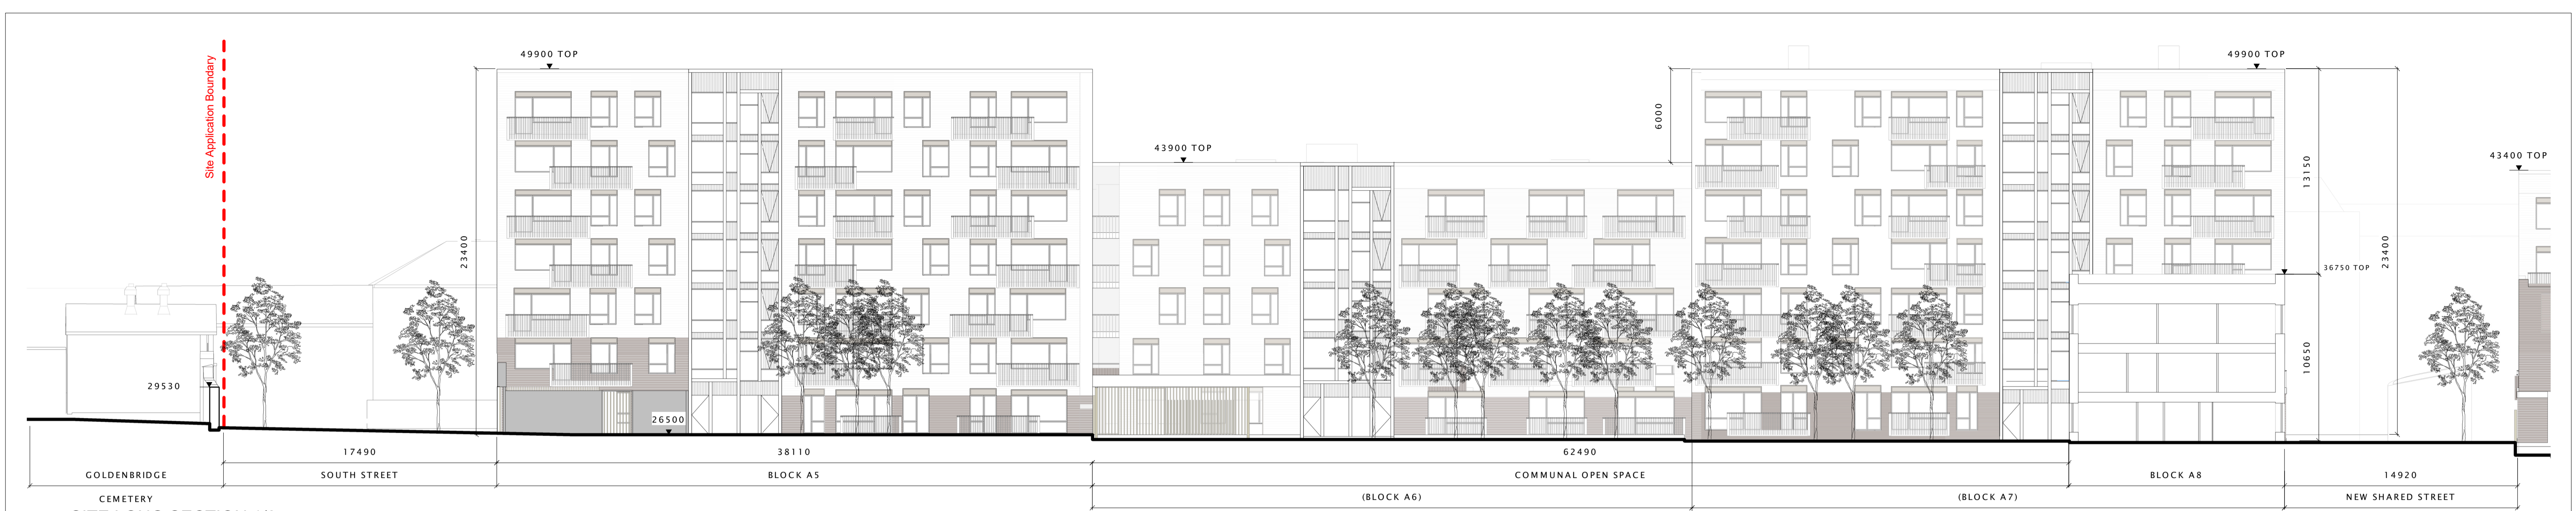 49900 TOP
49900 TOP
Site Application Boundary
6000
43900 TOP
43400 TOP
13150
23400
23400
36750 TOP
10650
29530
26500
17490
38110
62490
GOLDENBRIDGE
SOUTH STREET
BLOCK A5
COMMUNAL OPEN SPACE
BLOCK A8
14920
CEMETERY
(BLOCK A6)
(BLOCK A7)
NEW SHARED STREET